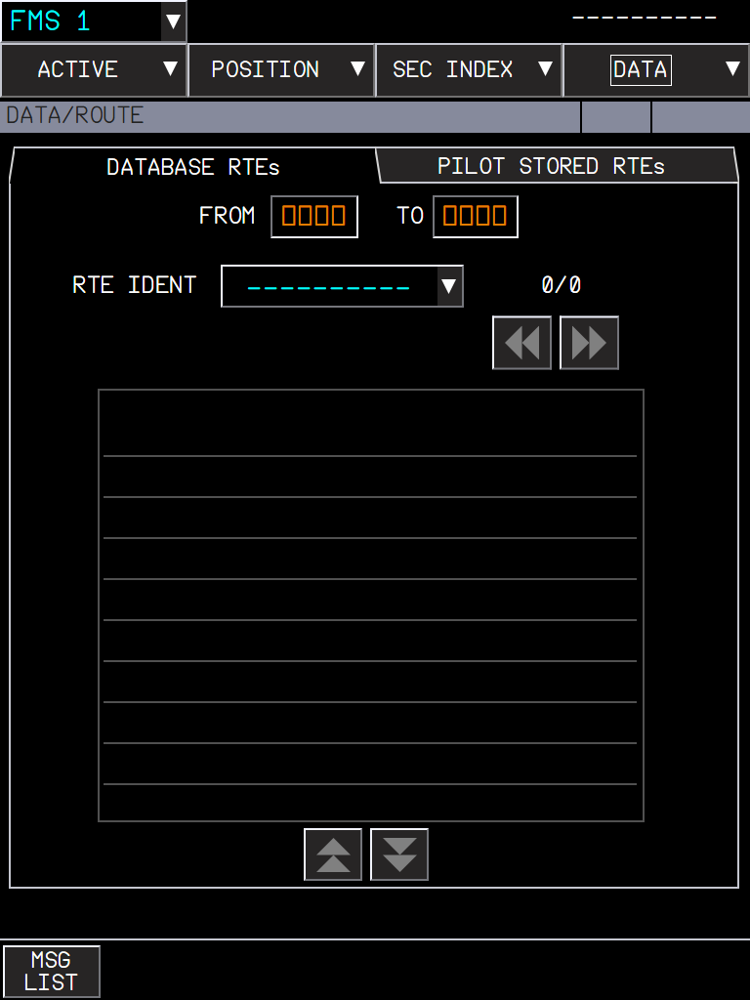 FMS 1 ----------
ACTIVE POSITION SEC INDEX DATA
DATA/ROUTE
DATABASE RTEs PILOT STORED RTEs
FROM ▯▯▯▯ TO ▯▯▯▯
RTE IDENT ---------- 0/0
MSG
LIST